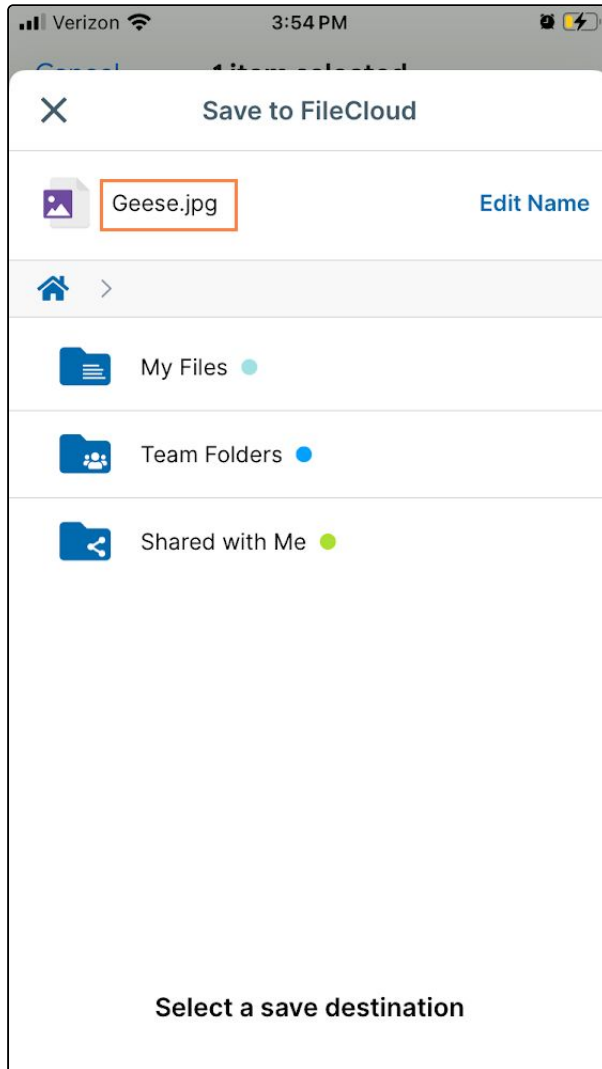 Verizon 3:54 PM
Save to FileCloud
Geese.jpg Edit Name
My Files
Team Folders
Shared with Me
Select a save destination